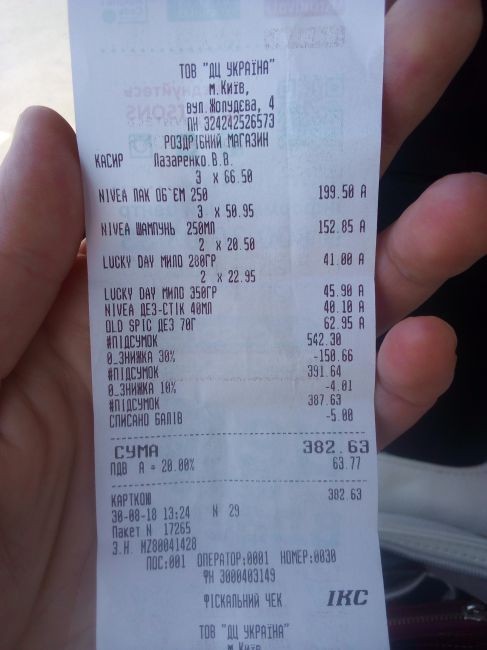 ТОВ "ДЦ УКРАЇНА"
м.Київ,
вул.Жолудєва, 4
ПН 324242526573
РОЗДРІБНИЙ МАГАЗИН
КАСИР Лазаренко.В.В.
3 x 66.50
NIVEA ЛАК ОБ`ЕМ 250 199.50 А
3 x 50.95
NIVEA ШАМПУНЬ 250МЛ 152.85 А
2 x 20.50
LUCKY DAY МИЛО 280ГР 41.00 А
2 x 22.95
LUCKY DAY МИЛО 350ГР 45.90 А
NIVEA ДЕЗ-СТІК 40МЛ 40.10 А
OLD SPIC ДЕЗ 70Г 62.95 А
#ПІДСУМОК 542.30
0_ЗНИЖКА 30% -150.66
#ПІДСУМОК 391.64
0_ЗНИЖКА 10% -4.01
#ПІДСУМОК 387.63
СПИСАНО БАЛІВ -5.00
СУМА 382.63
ПДВ А = 20.00% 63.77
КАРТКОЮ 382.63
30-08-18 13:24 N 29
Пакет N 17265
З.Н. MZ80041428
ПОС:001 ОПЕРАТОР:0001 НОМЕР:0030
ФН 3000403149
ФІСКАЛЬНИЙ ЧЕК ІКС
ТОВ "ДЦ УКРАЇНА"
м.Київ